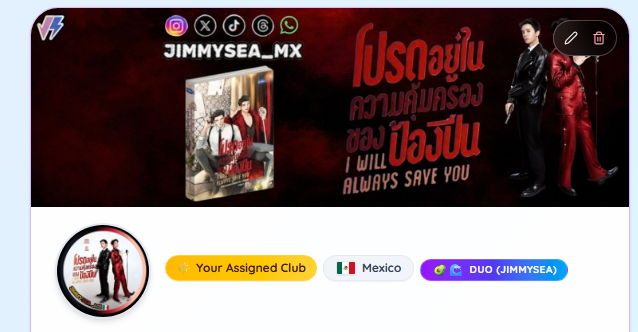 JIMMYSEA_MX
โปรดอยู่ใน
ความคุ้มครอง
ของ ป้องปืน
I WILL
ALWAYS SAVE YOU
Your Assigned Club
Mexico
DUO (JIMMYSEA)